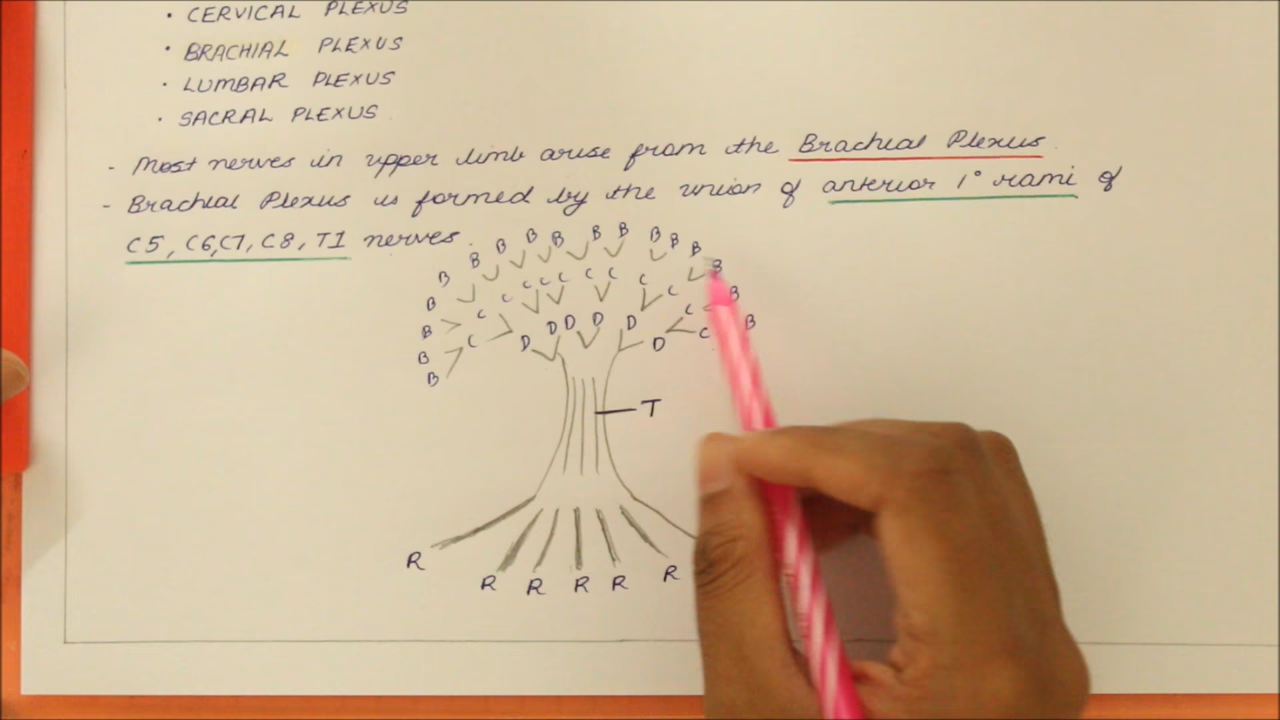 · CERVICAL PLEXUS
· BRACHIAL PLEXUS
· LUMBAR PLEXUS
· SACRAL PLEXUS
- Most nerves in upper limb arise from the Brachial Plexus.
- Brachial Plexus is formed by the union of anterior 1° rami of
C5, C6, C7, C8, T1 nerves.
B B B B B B B B B B
B B B
B C C C C C C C C B
B C D D D D D C C B
B C D D C
B
T
R R R R R R